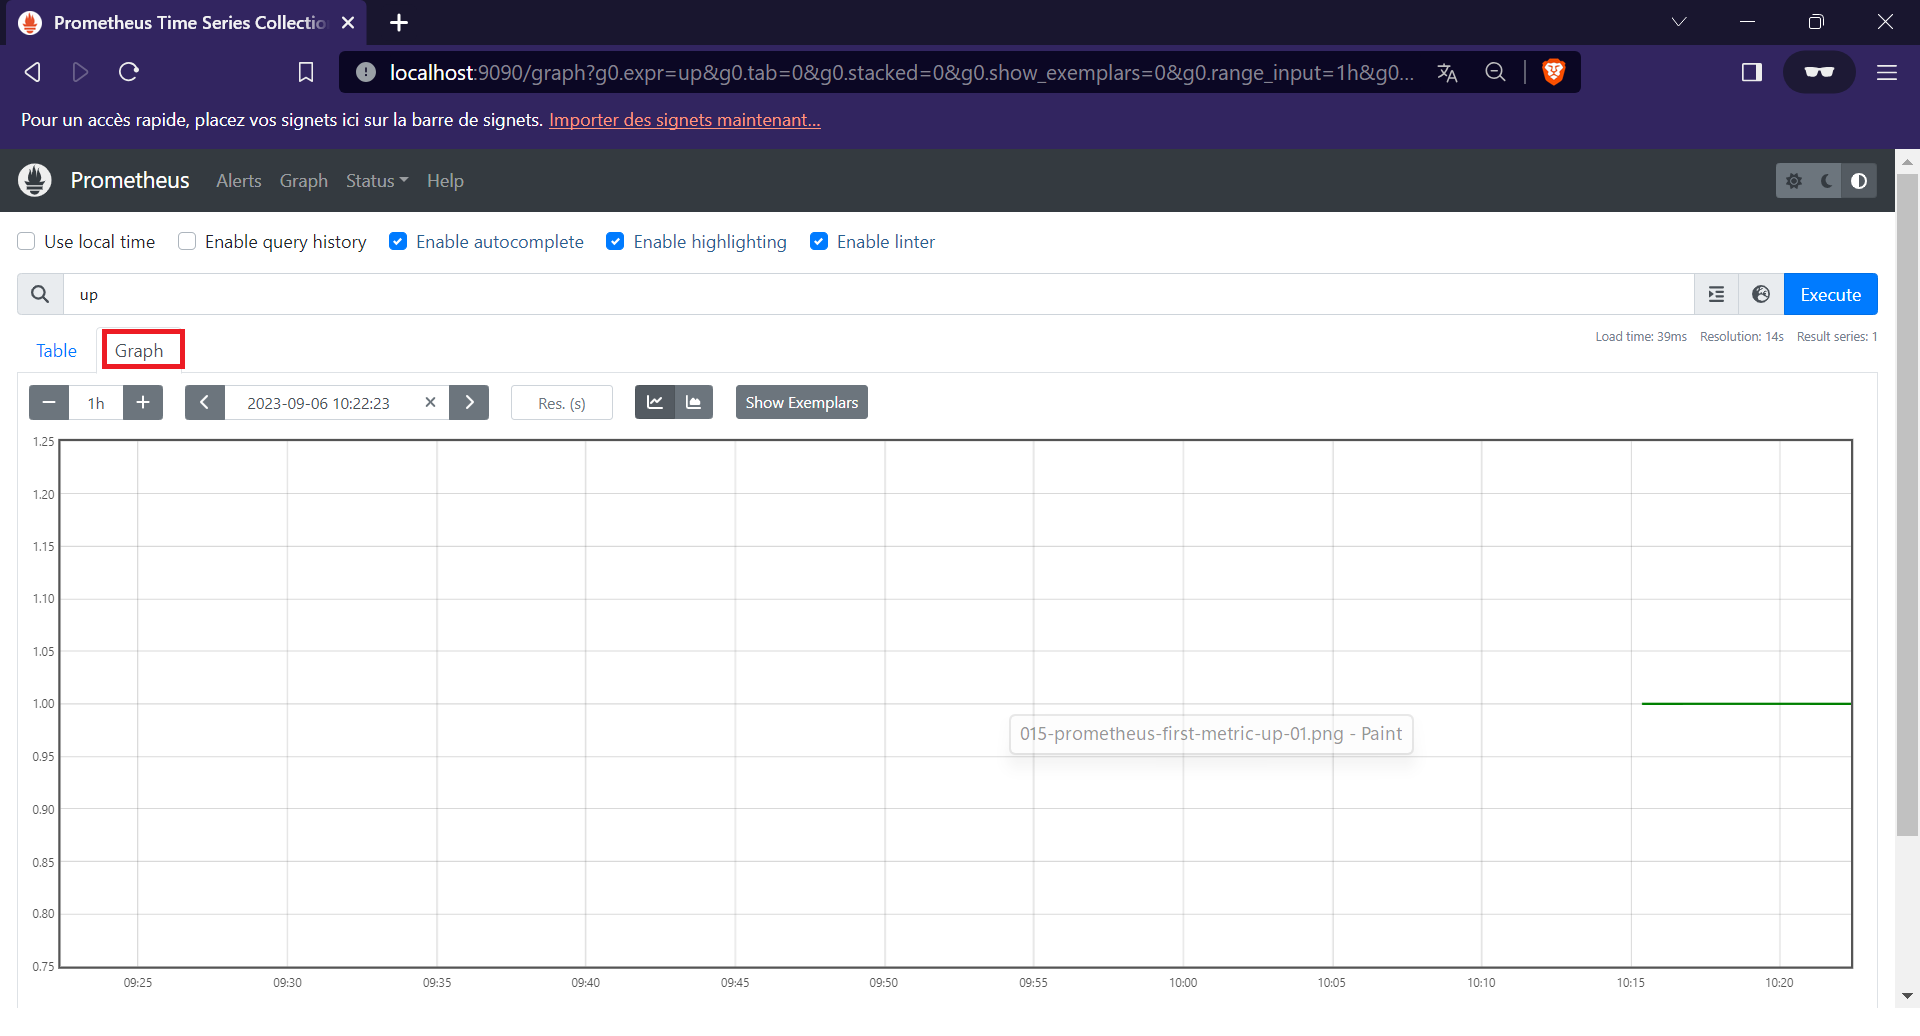 Prometheus Time Series Collectio
localhost:9090/graph?g0.expr=up&g0.tab=0&g0.stacked=0&g0.show_exemplars=0&g0.range_input=1h&g0...
Pour un accès rapide, placez vos signets ici sur la barre de signets. Importer des signets maintenant...
Prometheus Alerts Graph Status Help
Use local time Enable query history Enable autocomplete Enable highlighting Enable linter
up Execute
Table Graph Load time: 39ms Resolution: 14s Result series: 1
1h 2023-09-06 10:22:23 Res. (s) Show Exemplars
1.25
1.20
1.15
1.10
1.05
1.00
015-prometheus-first-metric-up-01.png - Paint
0.95
0.90
0.85
0.80
0.75
09:25 09:30 09:35 09:40 09:45 09:50 09:55 10:00 10:05 10:10 10:15 10:20